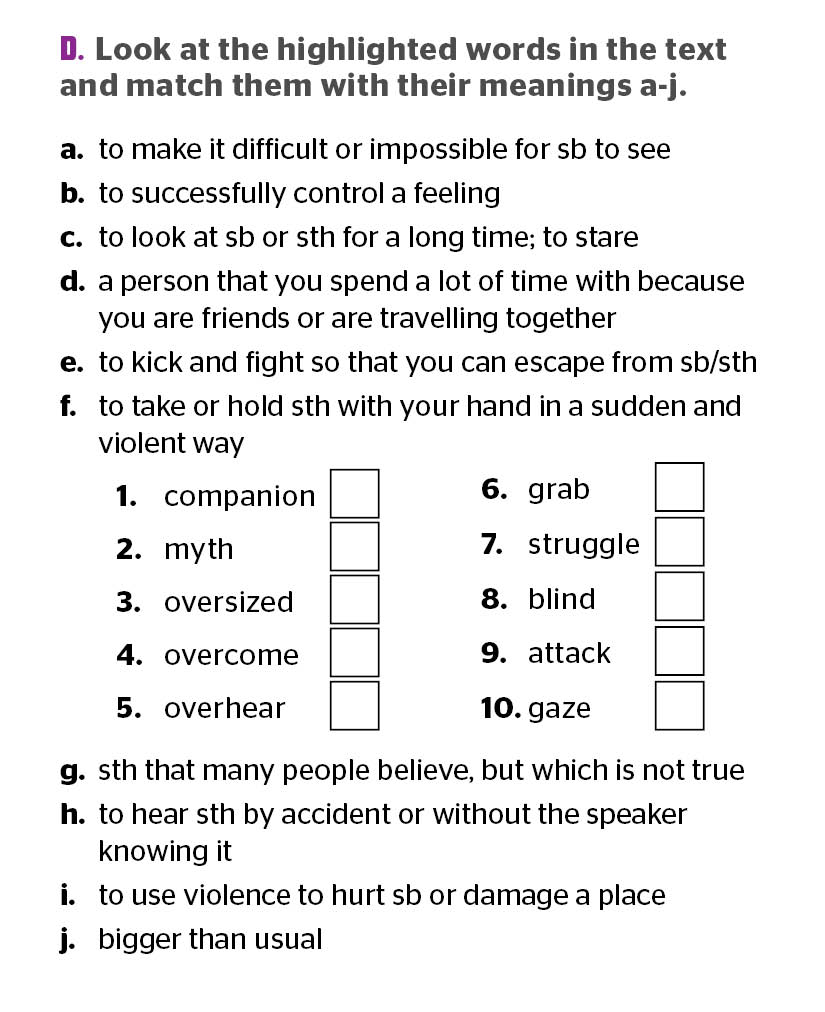 D. Look at the highlighted words in the text
and match them with their meanings a-j.
a. to make it difficult or impossible for sb to see
b. to successfully control a feeling
c. to look at sb or sth for a long time; to stare
d. a person that you spend a lot of time with because
you are friends or are travelling together
e. to kick and fight so that you can escape from sb/sth
f. to take or hold sth with your hand in a sudden and
violent way
1. companion
2. myth
3. oversized
4. overcome
5. overhear
6. grab
7. struggle
8. blind
9. attack
10. gaze
g. sth that many people believe, but which is not true
h. to hear sth by accident or without the speaker
knowing it
i. to use violence to hurt sb or damage a place
j. bigger than usual